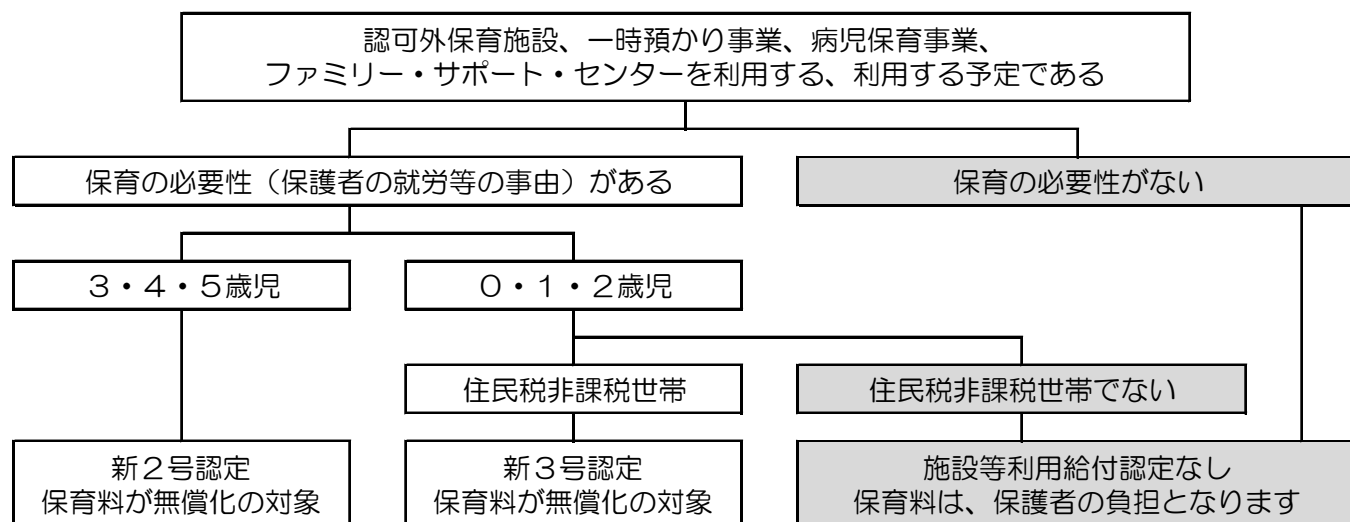 認可外保育施設、一時預かり事業、病児保育事業、
ファミリー・サポート・センターを利用する、利用する予定である
保育の必要性（保護者の就労等の事由）がある
保育の必要性がない
３・４・５歳児
０・１・２歳児
住民税非課税世帯
住民税非課税世帯でない
新２号認定
保育料が無償化の対象
新３号認定
保育料が無償化の対象
施設等利用給付認定なし
保育料は、保護者の負担となります